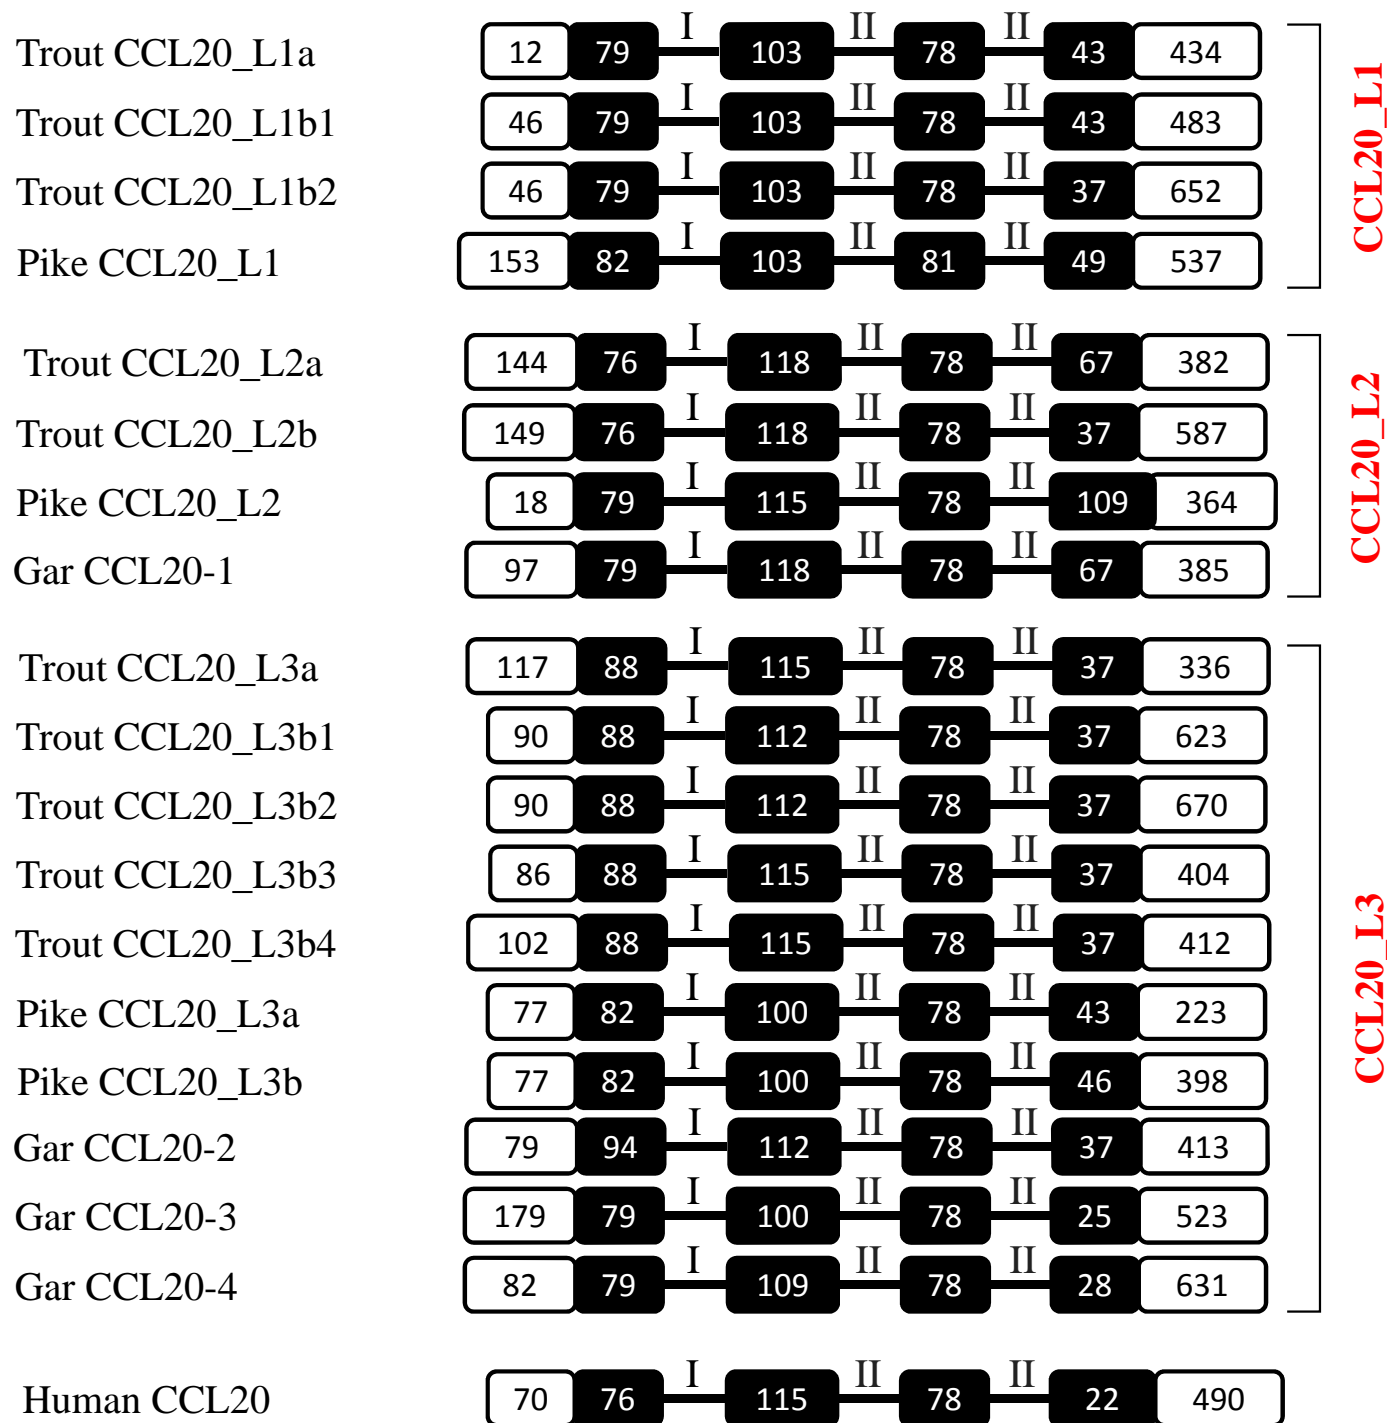 I II II
Trout CCL20_L1a 12 79 103 78 43 434
I II II
Trout CCL20_L1b1 46 79 103 78 43 483
I II II
Trout CCL20_L1b2 46 79 103 78 37 652
I II II
Pike CCL20_L1 153 82 103 81 49 537
CCL20_L1
I II II
Trout CCL20_L2a 144 76 118 78 67 382
I II II
Trout CCL20_L2b 149 76 118 78 37 587
I II II
Pike CCL20_L2 18 79 115 78 109 364
I II II
Gar CCL20-1 97 79 118 78 67 385
CCL20_L2
I II II
Trout CCL20_L3a 117 88 115 78 37 336
I II II
Trout CCL20_L3b1 90 88 112 78 37 623
I II II
Trout CCL20_L3b2 90 88 112 78 37 670
I II II
Trout CCL20_L3b3 86 88 115 78 37 404
I II II
Trout CCL20_L3b4 102 88 115 78 37 412
I II II
Pike CCL20_L3a 77 82 100 78 43 223
I II II
Pike CCL20_L3b 77 82 100 78 46 398
I II II
Gar CCL20-2 79 94 112 78 37 413
I II II
Gar CCL20-3 179 79 100 78 25 523
I II II
Gar CCL20-4 82 79 109 78 28 631
CCL20_L3
I II II
Human CCL20 70 76 115 78 22 490